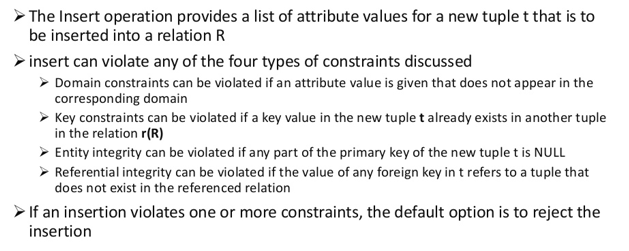 ➢ The Insert operation provides a list of attribute values for a new tuple t that is to
be inserted into a relation R
➢ insert can violate any of the four types of constraints discussed
➢ Domain constraints can be violated if an attribute value is given that does not appear in the
corresponding domain
➢ Key constraints can be violated if a key value in the new tuple t already exists in another tuple
in the relation r(R)
➢ Entity integrity can be violated if any part of the primary key of the new tuple t is NULL
➢ Referential integrity can be violated if the value of any foreign key in t refers to a tuple that
does not exist in the referenced relation
➢ If an insertion violates one or more constraints, the default option is to reject the
insertion